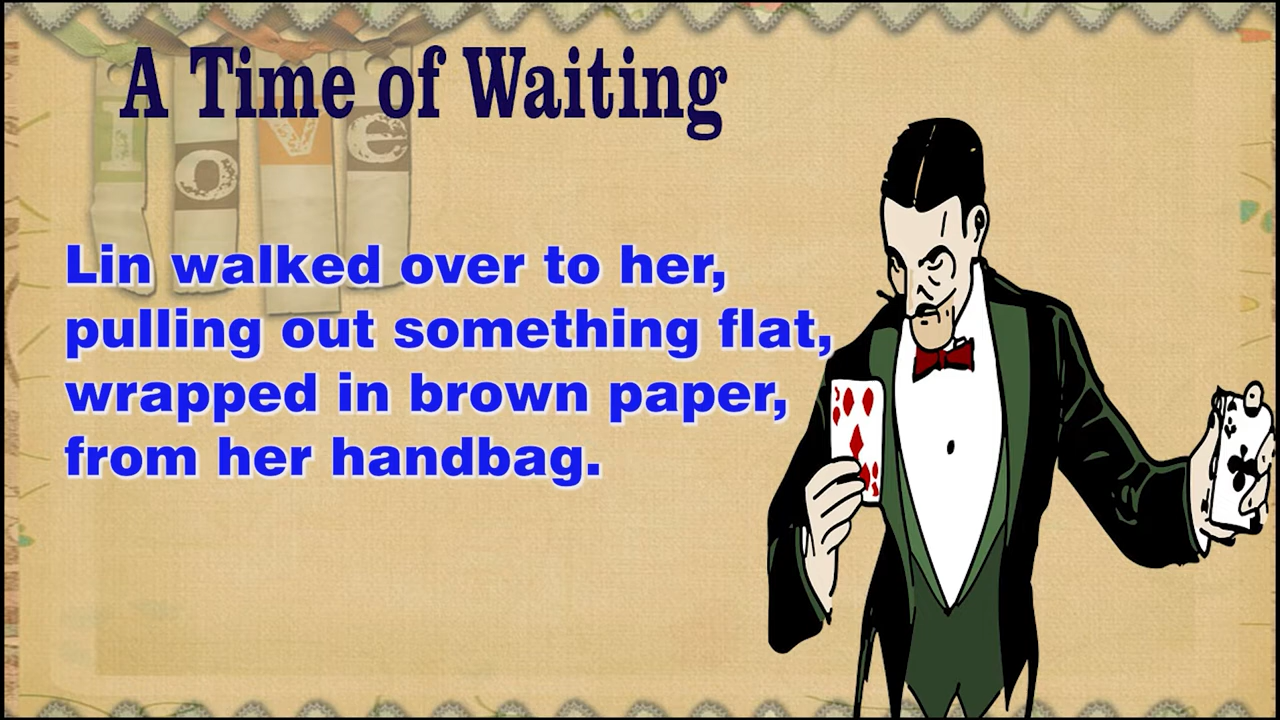 A Time of Waiting
love
Lin walked over to her,
pulling out something flat,
wrapped in brown paper,
from her handbag.